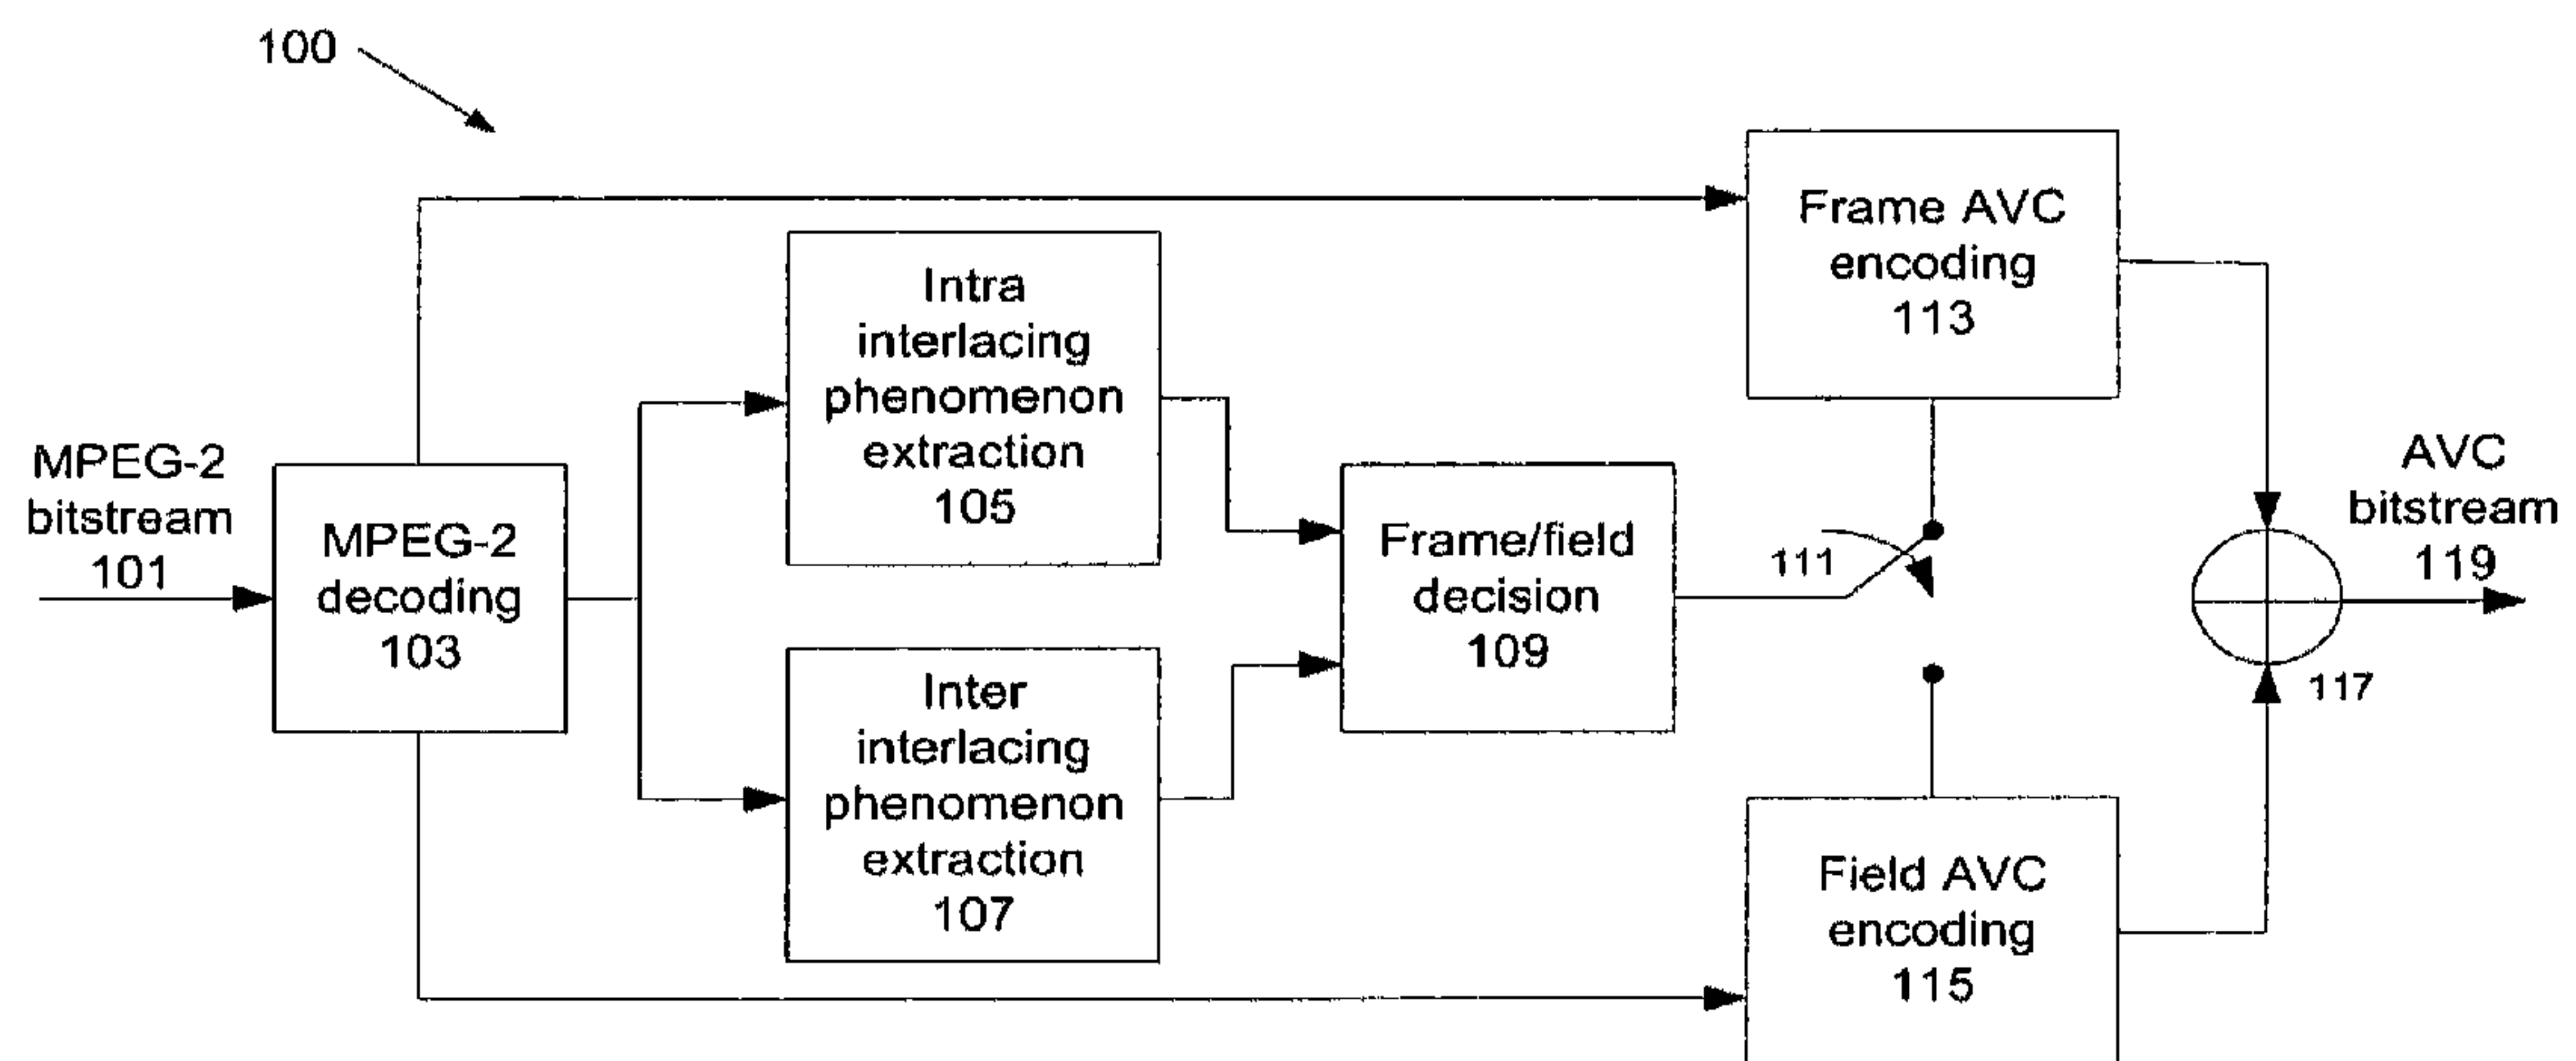 100
MPEG-2
bitstream
101
MPEG-2
decoding
103
Intra
interlacing
phenomenon
extraction
105
Inter
interlacing
phenomenon
extraction
107
Frame/field
decision
109
111
Frame AVC
encoding
113
Field AVC
encoding
115
117
AVC
bitstream
119